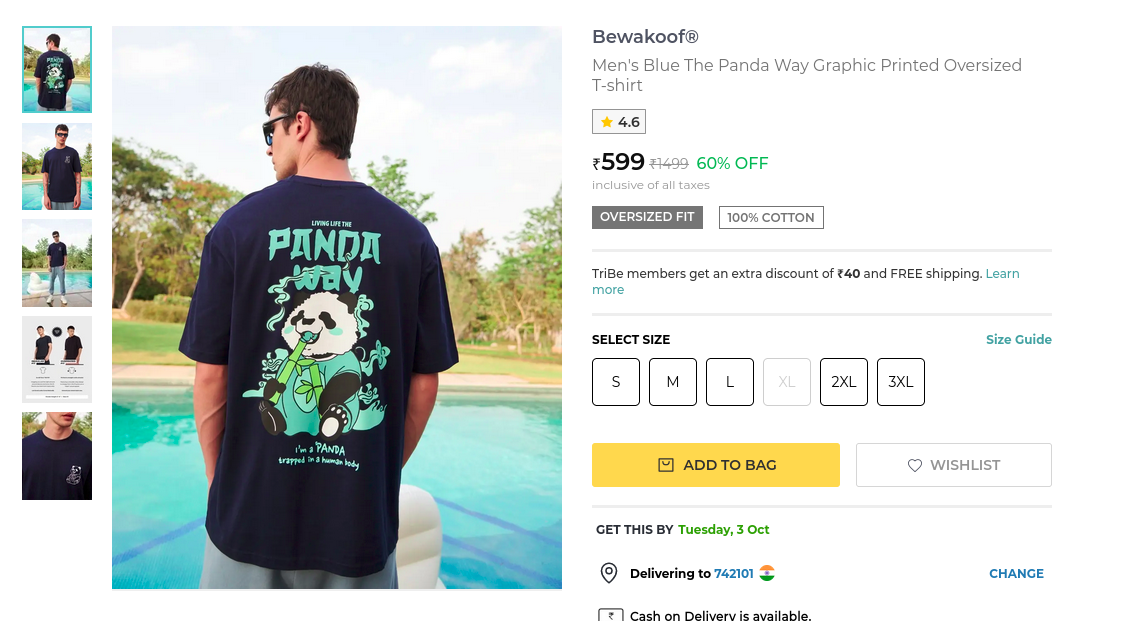 Bewakoof®
Men's Blue The Panda Way Graphic Printed Oversized
T-shirt
4.6
₹599 ₹1499 60% OFF
inclusive of all taxes
OVERSIZED FIT
100% COTTON
TriBe members get an extra discount of ₹40 and FREE shipping. Learn
more
SELECT SIZE
Size Guide
S
M
L
XL
2XL
3XL
ADD TO BAG
WISHLIST
GET THIS BY Tuesday, 3 Oct
Delivering to 742101
CHANGE
Cash on Delivery is available.
LIVING LIFE THE
PANDA
WAY
i'm a PANDA
trapped in a human body